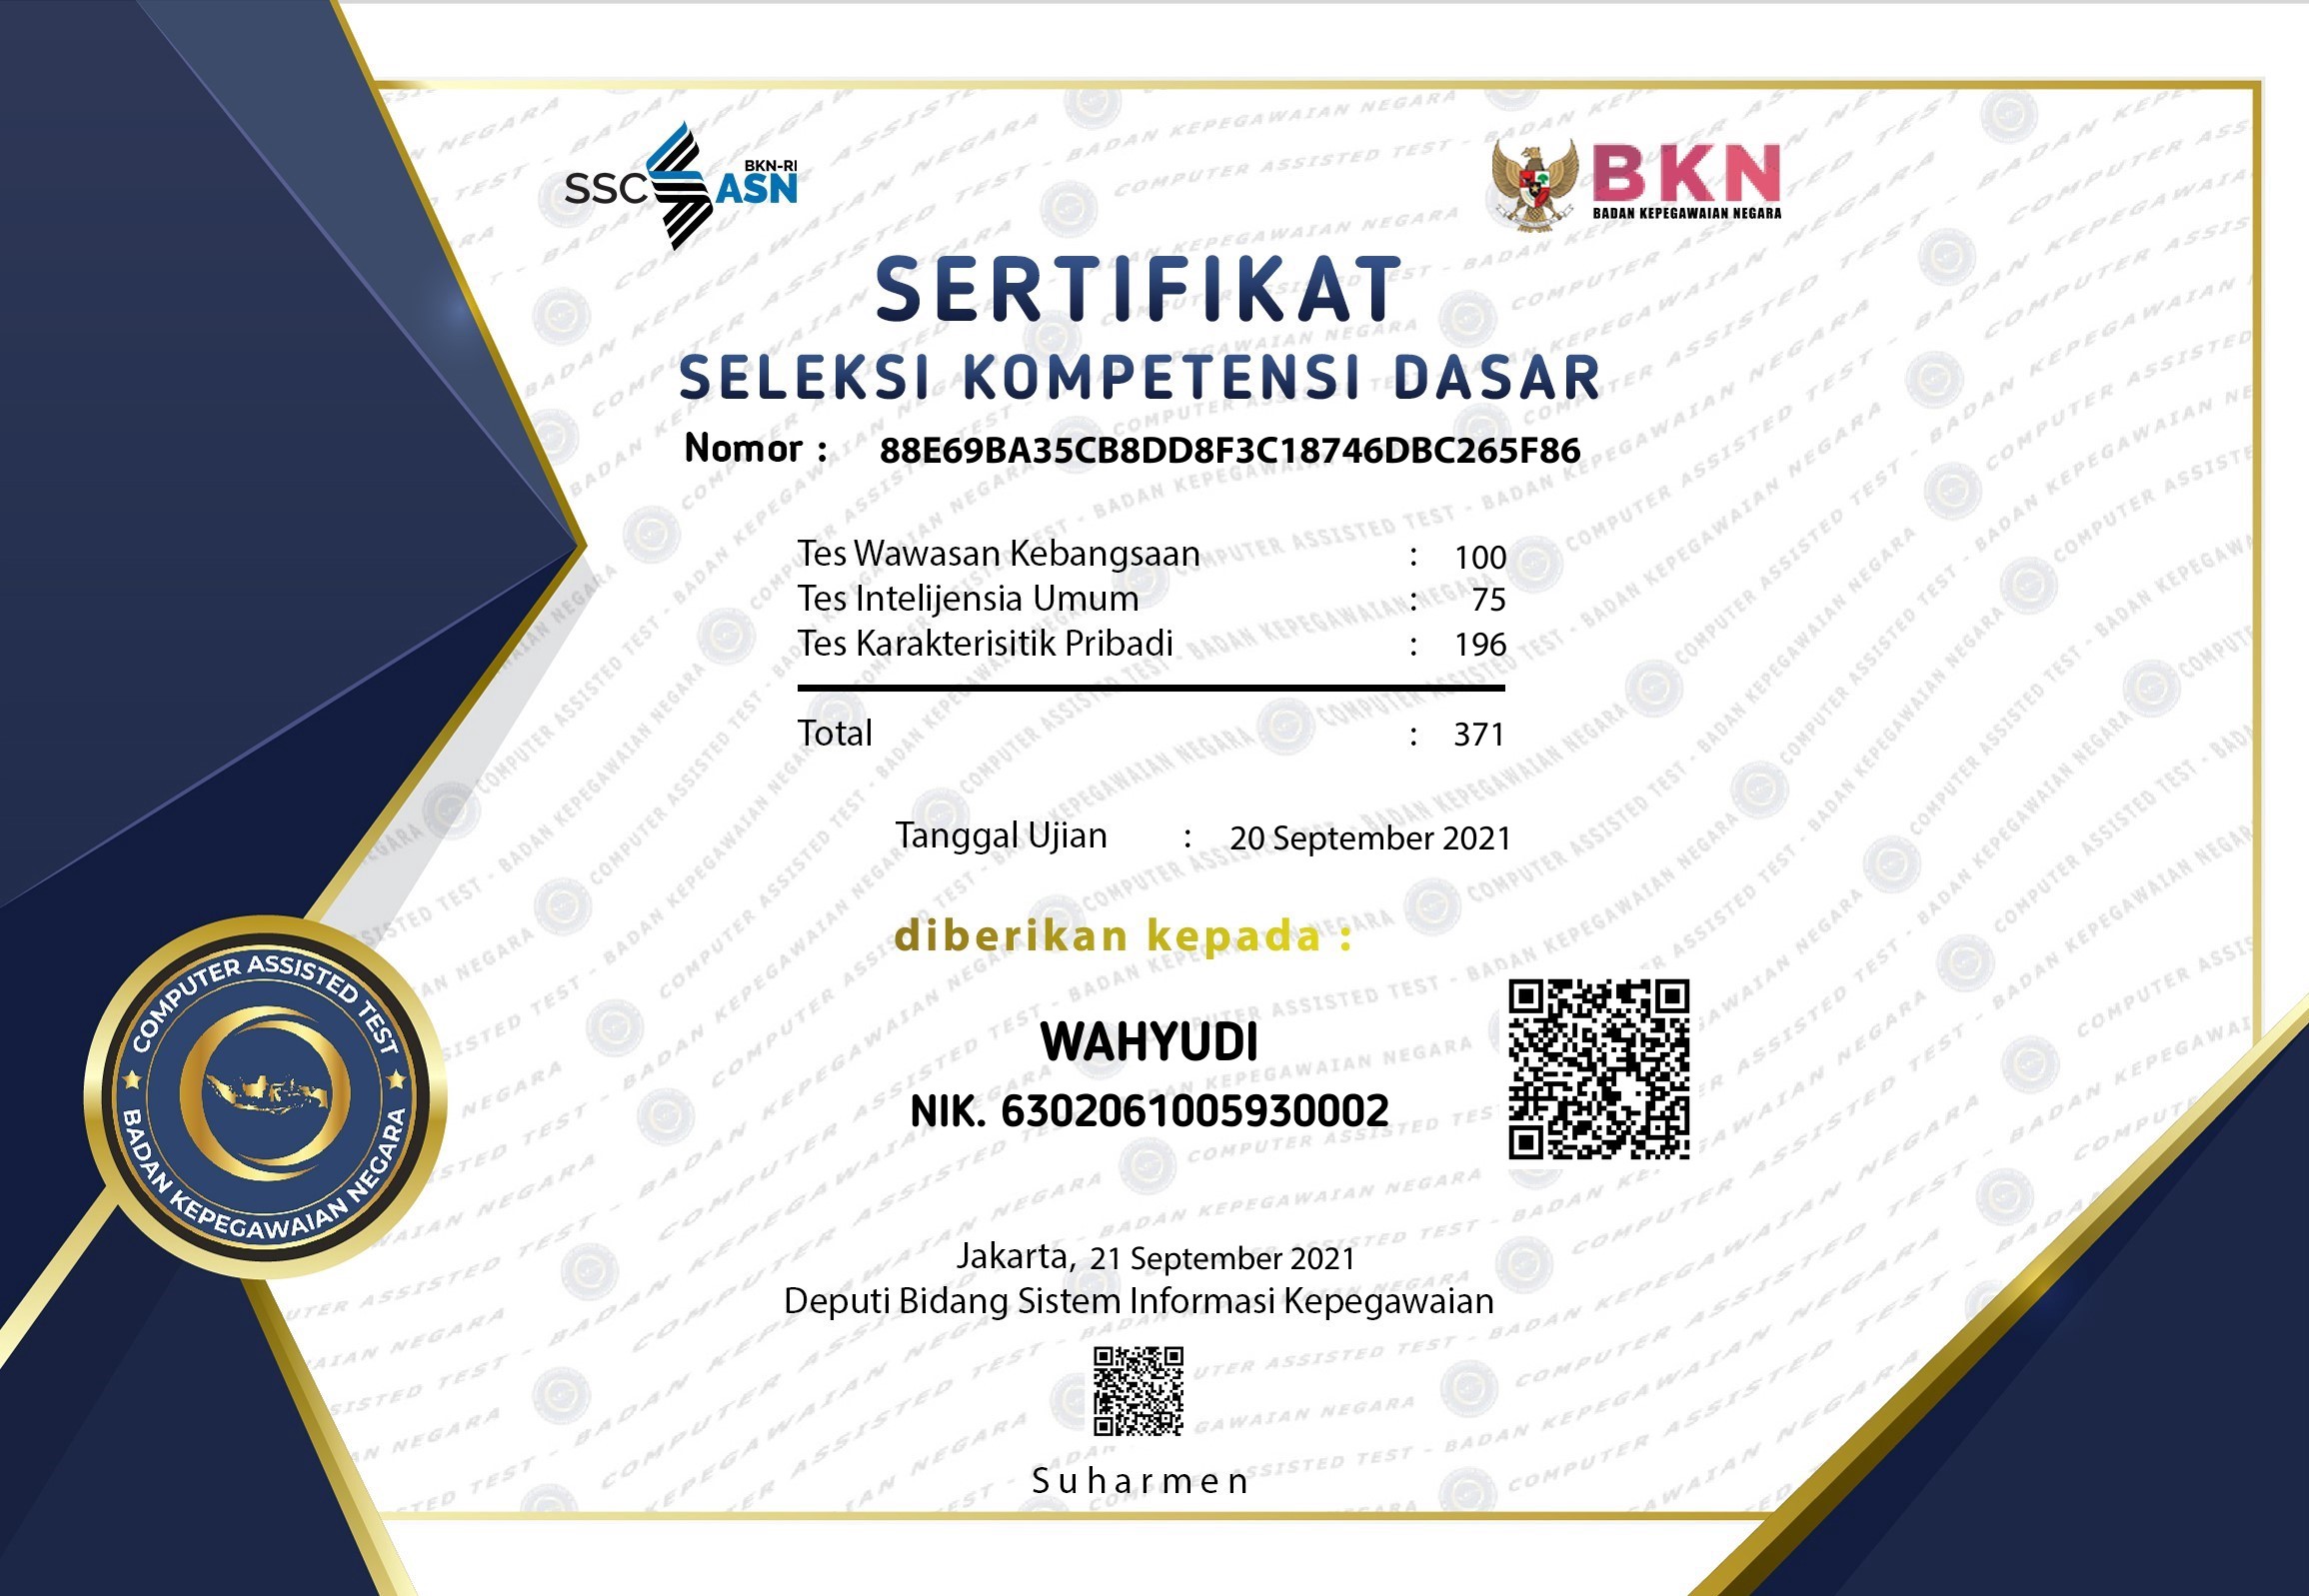 SSC BKN-RI ASN
BKN
BADAN KEPEGAWAIAN NEGARA
SERTIFIKAT
SELEKSI KOMPETENSI DASAR
Nomor : 88E69BA35CB8DD8F3C18746DBC265F86
Tes Wawasan Kebangsaan : 100
Tes Intelijensia Umum : 75
Tes Karakterisitik Pribadi : 196
Total : 371
Tanggal Ujian : 20 September 2021
diberikan kepada :
WAHYUDI
NIK. 6302061005930002
COMPUTER ASSISTED TEST
BADAN KEPEGAWAIAN NEGARA
Jakarta, 21 September 2021
Deputi Bidang Sistem Informasi Kepegawaian
Suharmen